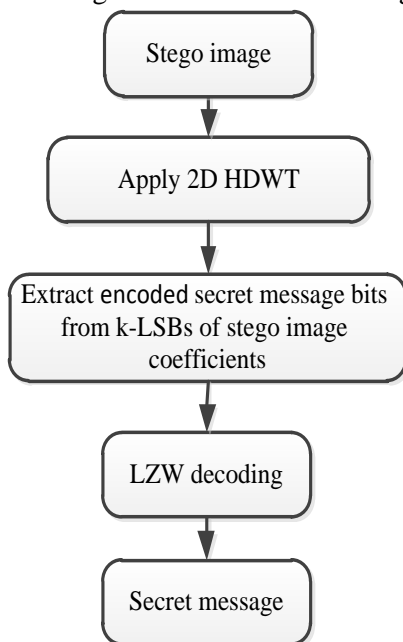 Stego image
Apply 2D HDWT
Extract encoded secret message bits
from k-LSBs of stego image
coefficients
LZW decoding
Secret message